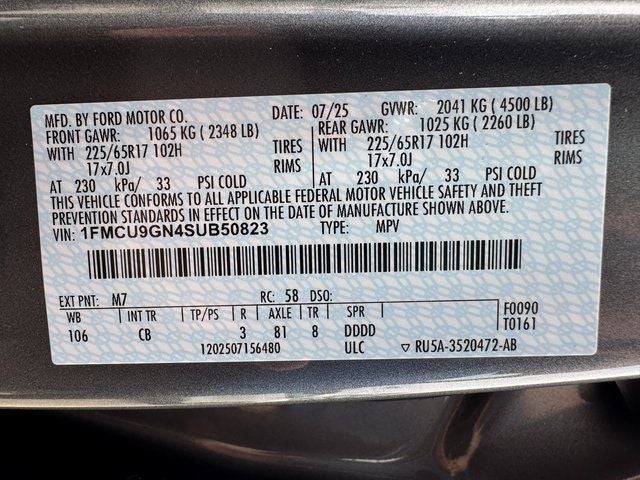 MFD. BY FORD MOTOR CO. DATE: 07/25 GVWR: 2041 KG ( 4500 LB)
FRONT GAWR: 1065 KG ( 2348 LB) REAR GAWR: 1025 KG ( 2260 LB)
WITH 225/65R17 102H TIRES WITH 225/65R17 102H TIRES
17x7.0J RIMS 17x7.0J RIMS
AT 230 kPa/ 33 PSI COLD AT 230 kPa/ 33 PSI COLD
THIS VEHICLE CONFORMS TO ALL APPLICABLE FEDERAL MOTOR VEHICLE SAFETY AND THEFT
PREVENTION STANDARDS IN EFFECT ON THE DATE OF MANUFACTURE SHOWN ABOVE.
VIN: 1FMCU9GN4SUB50823 TYPE: MPV
EXT PNT: M7 RC: 58 DSO:
WB INT TR TP/PS R AXLE TR SPR F0090
106 CB 3 81 8 DDDD T0161
1202507156480 ULC ▽ RU5A-3520472-AB